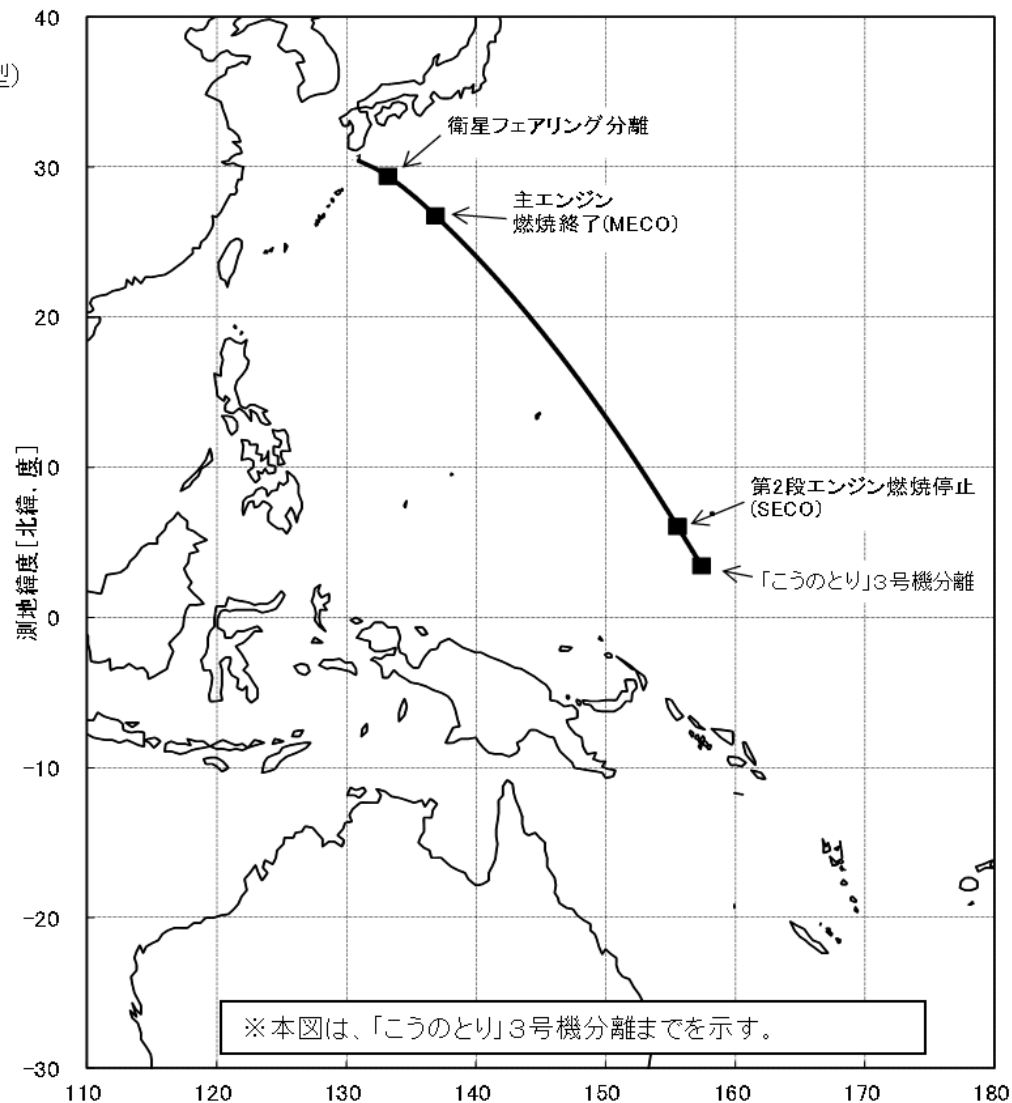 40
型)
衛星フェアリング分離
30
主エンジン
燃焼終了(MECO)
20
測地緯度[北緯, 度]
10
第2段エンジン燃焼停止
(SECO)
「こうのとり」3号機分離
0
-10
-20
※本図は、「こうのとり」3号機分離までを示す。
-30
110 120 130 140 150 160 170 180